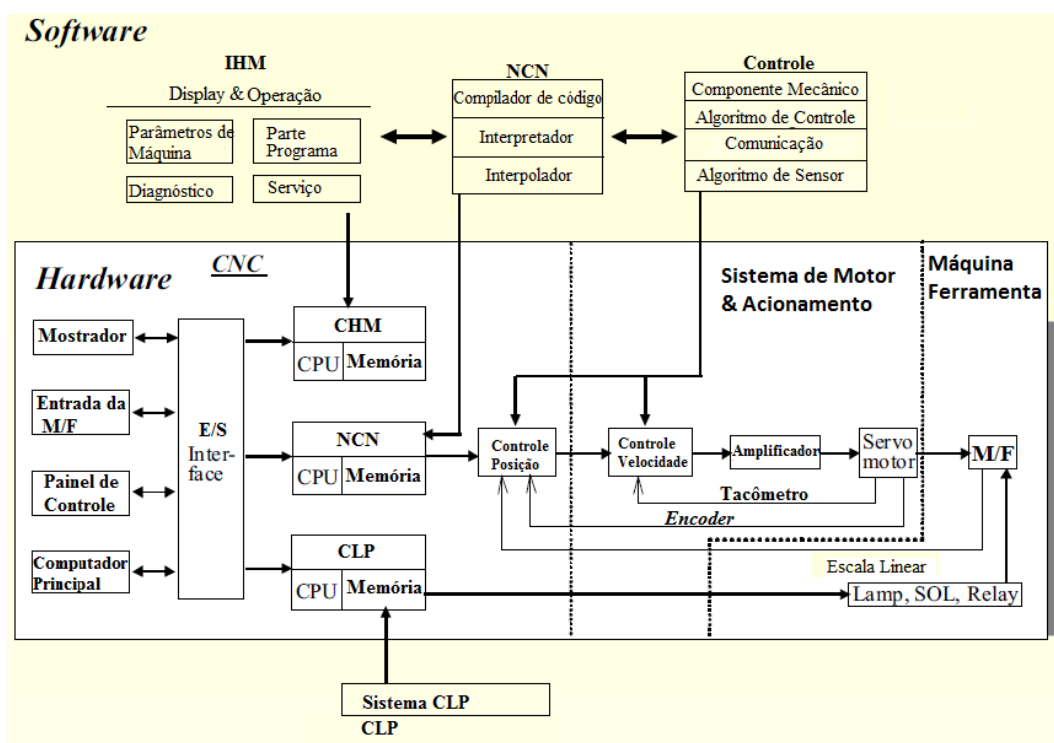 Software
IHM
Display & Operação
Parâmetros de
Máquina
Parte
Programa
Diagnóstico
Serviço
NCN
Compilador de código
Interpretador
Interpolador
Controle
Componente Mecânico
Algoritmo de Controle
Comunicação
Algoritmo de Sensor
Hardware
CNC
Sistema de Motor
& Acionamento
Máquina
Ferramenta
Mostrador
Entrada da
M/F
Painel de
Controle
Computador
Principal
E/S
Inter-
face
CHM
CPU
Memória
NCN
CPU
Memória
CLP
CPU
Memória
Controle
Posição
Controle
Velocidade
Amplificador
Servo
motor
M/F
Tacômetro
Encoder
Escala Linear
Lamp, SOL, Relay
Sistema CLP
CLP